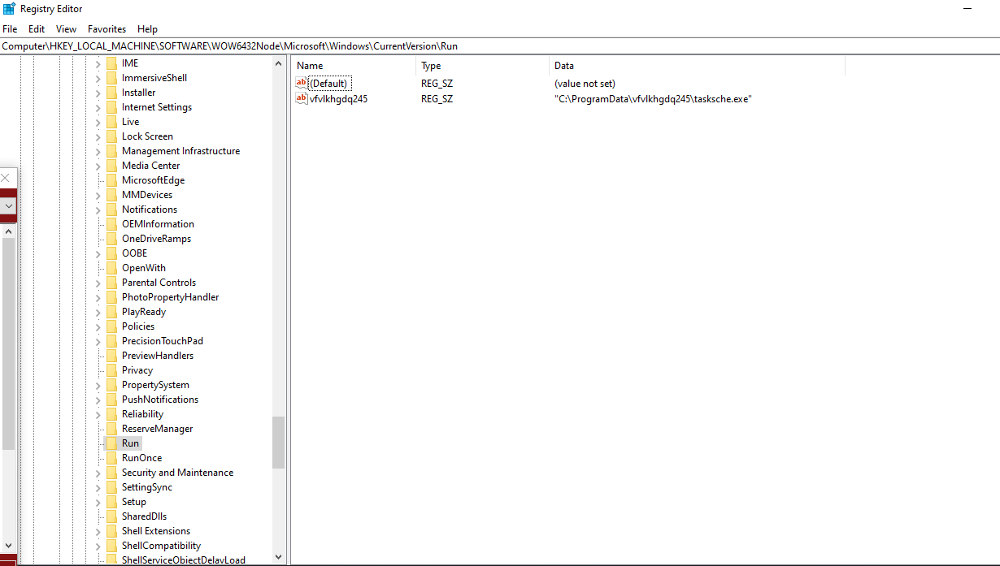 Registry Editor
File Edit View Favorites Help
Computer\HKEY_LOCAL_MACHINE\SOFTWARE\WOW6432Node\Microsoft\Windows\CurrentVersion\Run
IME
ImmersiveShell
Installer
Internet Settings
Live
Lock Screen
Management Infrastructure
Media Center
MicrosoftEdge
MMDevices
Notifications
OEMInformation
OneDriveRamps
OOBE
OpenWith
Parental Controls
PhotoPropertyHandler
PlayReady
Policies
PrecisionTouchPad
PreviewHandlers
Privacy
PropertySystem
PushNotifications
Reliability
ReserveManager
Run
RunOnce
Security and Maintenance
SettingSync
Setup
SharedDlls
Shell Extensions
ShellCompatibility
ShellServiceObjectDelayLoad
Name Type Data
ab (Default) REG_SZ (value not set)
ab vfvlkhgdq245 REG_SZ "C:\ProgramData\vfvlkhgdq245\tasksche.exe"